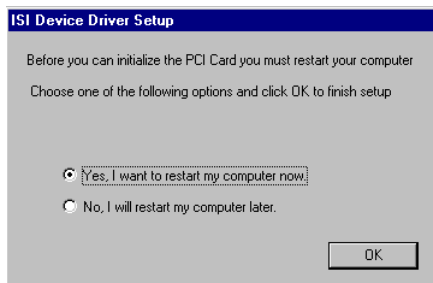 ISI Device Driver Setup
Before you can initialize the PCI Card you must restart your computer
Choose one of the following options and click OK to finish setup
Yes, I want to restart my computer now.
No, I will restart my computer later.
OK